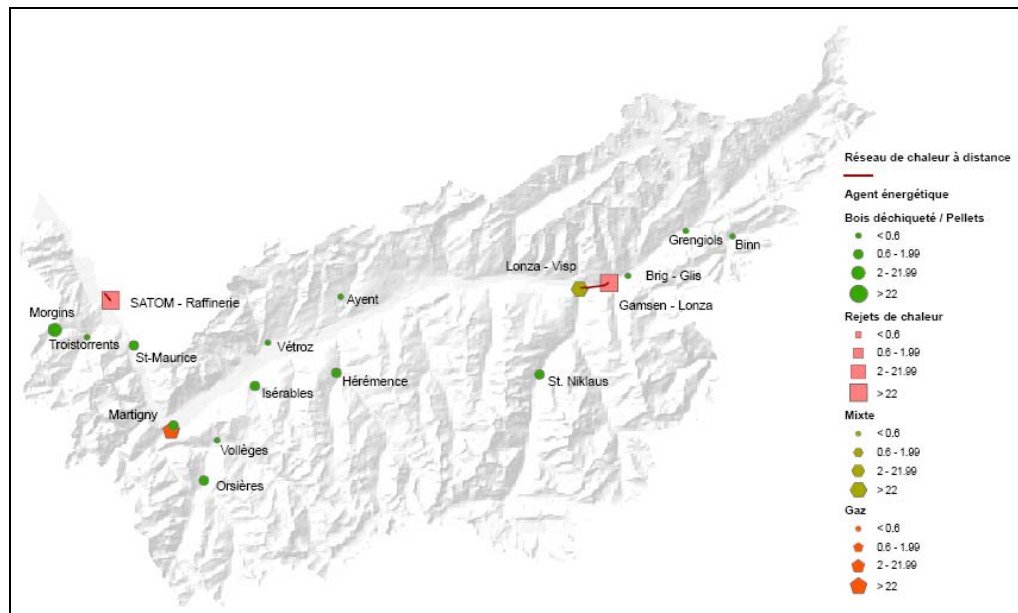 Grengiols
Binn
Lonza - Visp
Brig - Glis
SATOM - Raffinerie
Ayent
Gamsen - Lonza
Morgins
Troistorrents
St-Maurice
Vétroz
Isérables
Hérémence
St. Niklaus
Martigny
Vollèges
Orsières
Réseau de chaleur à distance
Agent énergétique
Bois déchiqueté / Pellets
< 0.6
0.6 - 1.99
2 - 21.99
> 22
Rejets de chaleur
< 0.6
0.6 - 1.99
2 - 21.99
> 22
Mixte
< 0.6
0.6 - 1.99
2 - 21.99
> 22
Gaz
< 0.6
0.6 - 1.99
2 - 21.99
> 22